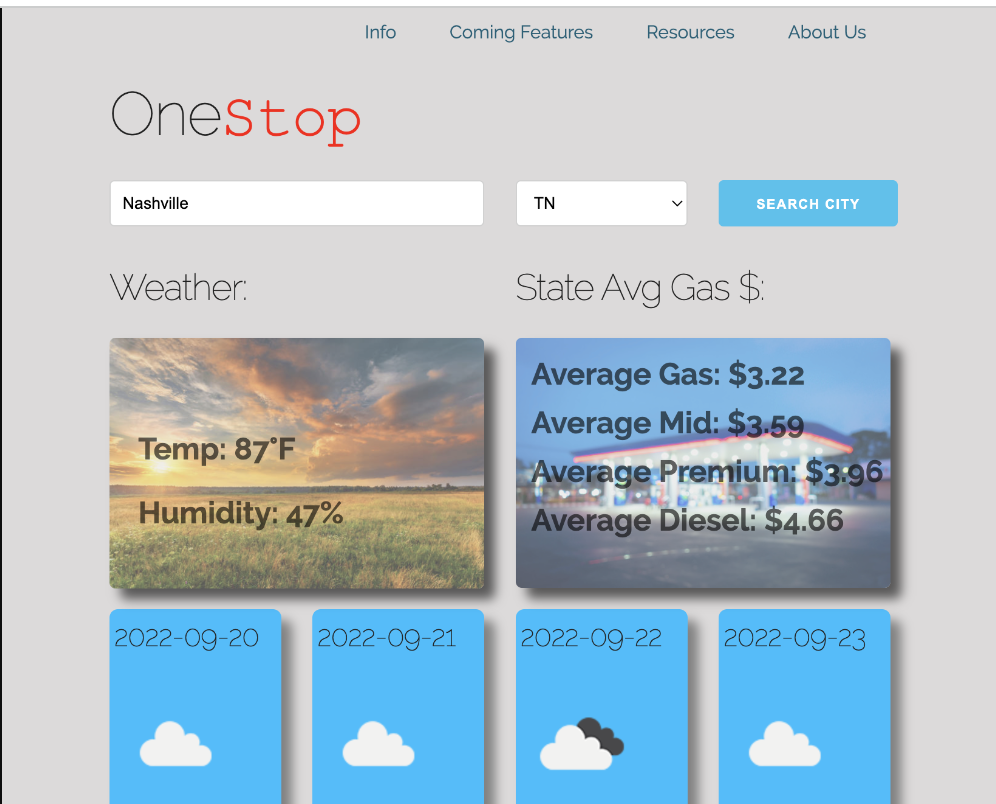 Info Coming Features Resources About Us
OneStop
Nashville TN SEARCH CITY
Weather: State Avg Gas $:
Temp: 87°F
Humidity: 47%
Average Gas: $3.22
Average Mid: $3.59
Average Premium: $3.96
Average Diesel: $4.66
2022-09-20 2022-09-21 2022-09-22 2022-09-23